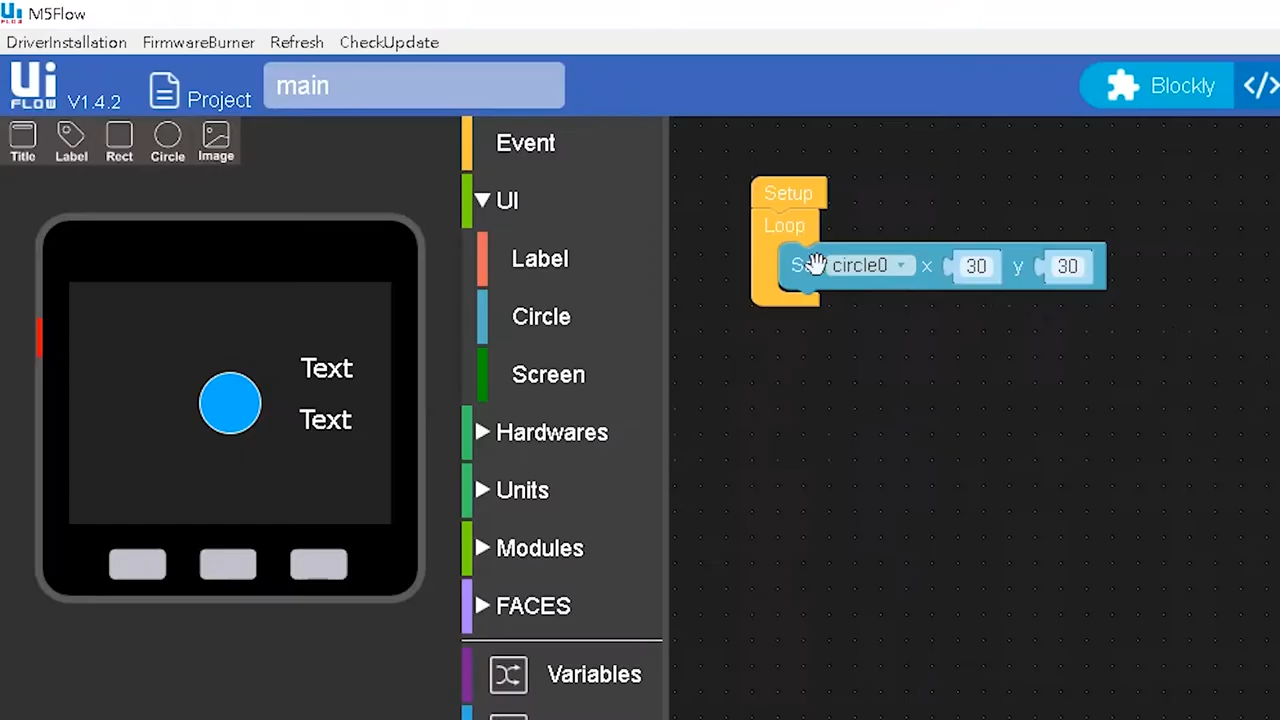 M5Flow
DriverInstallation FirmwareBurner Refresh CheckUpdate
Ui FLOW V1.4.2 Project main Blockly </>
Title Label Rect Circle Image
Text
Text
Event
UI
Label
Circle
Screen
Hardwares
Units
Modules
FACES
Variables
Setup
Loop
circle0 x 30 y 30